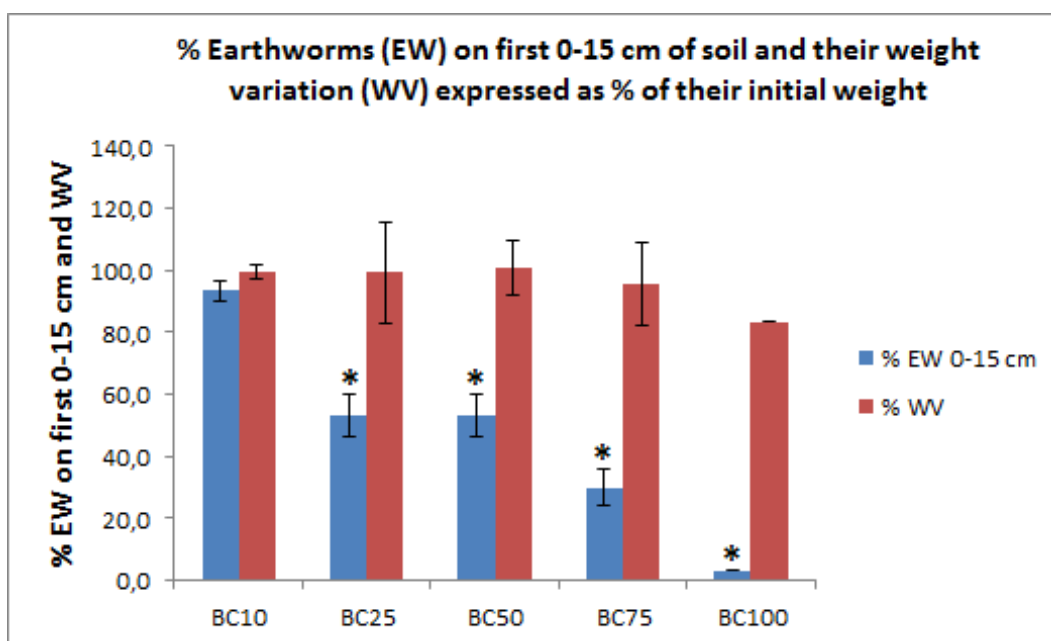 % Earthworms (EW) on first 0-15 cm of soil and their weight
variation (WV) expressed as % of their initial weight
% EW on first 0-15 cm and WV
140,0
120,0
100,0
80,0
60,0
40,0
20,0
0,0
*
*
*
*
% EW 0-15 cm
% WV
BC10 BC25 BC50 BC75 BC100